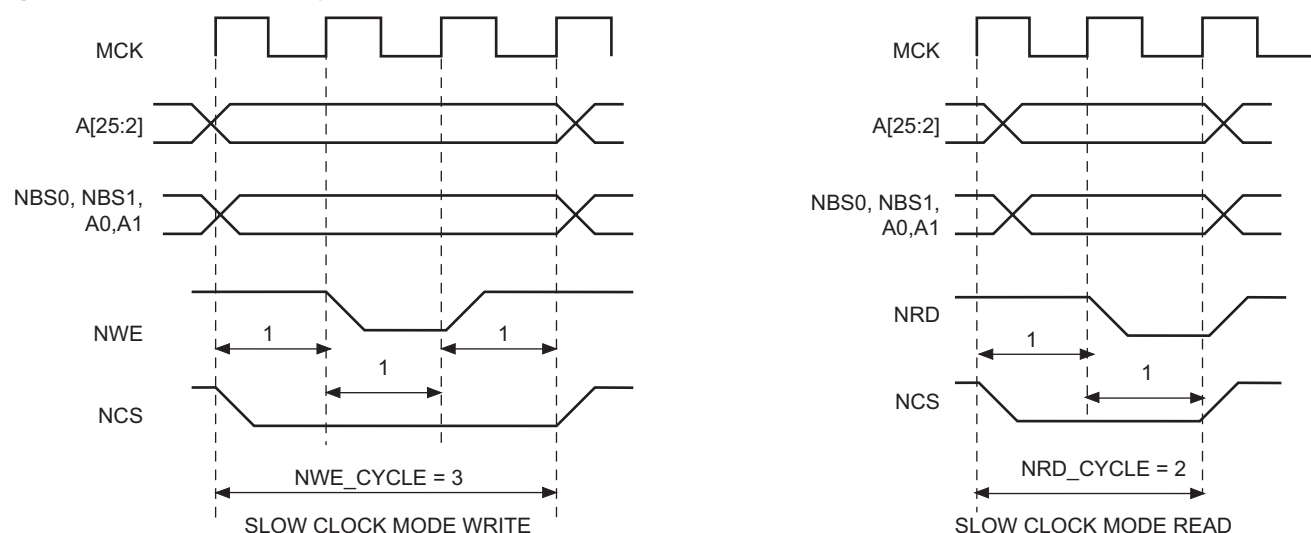 MCK
A[25:2]
NBS0, NBS1,
A0,A1
NWE
1
1
1
NCS
NWE_CYCLE = 3
SLOW CLOCK MODE WRITE
MCK
A[25:2]
NBS0, NBS1,
A0,A1
NRD
1
1
NCS
NRD_CYCLE = 2
SLOW CLOCK MODE READ